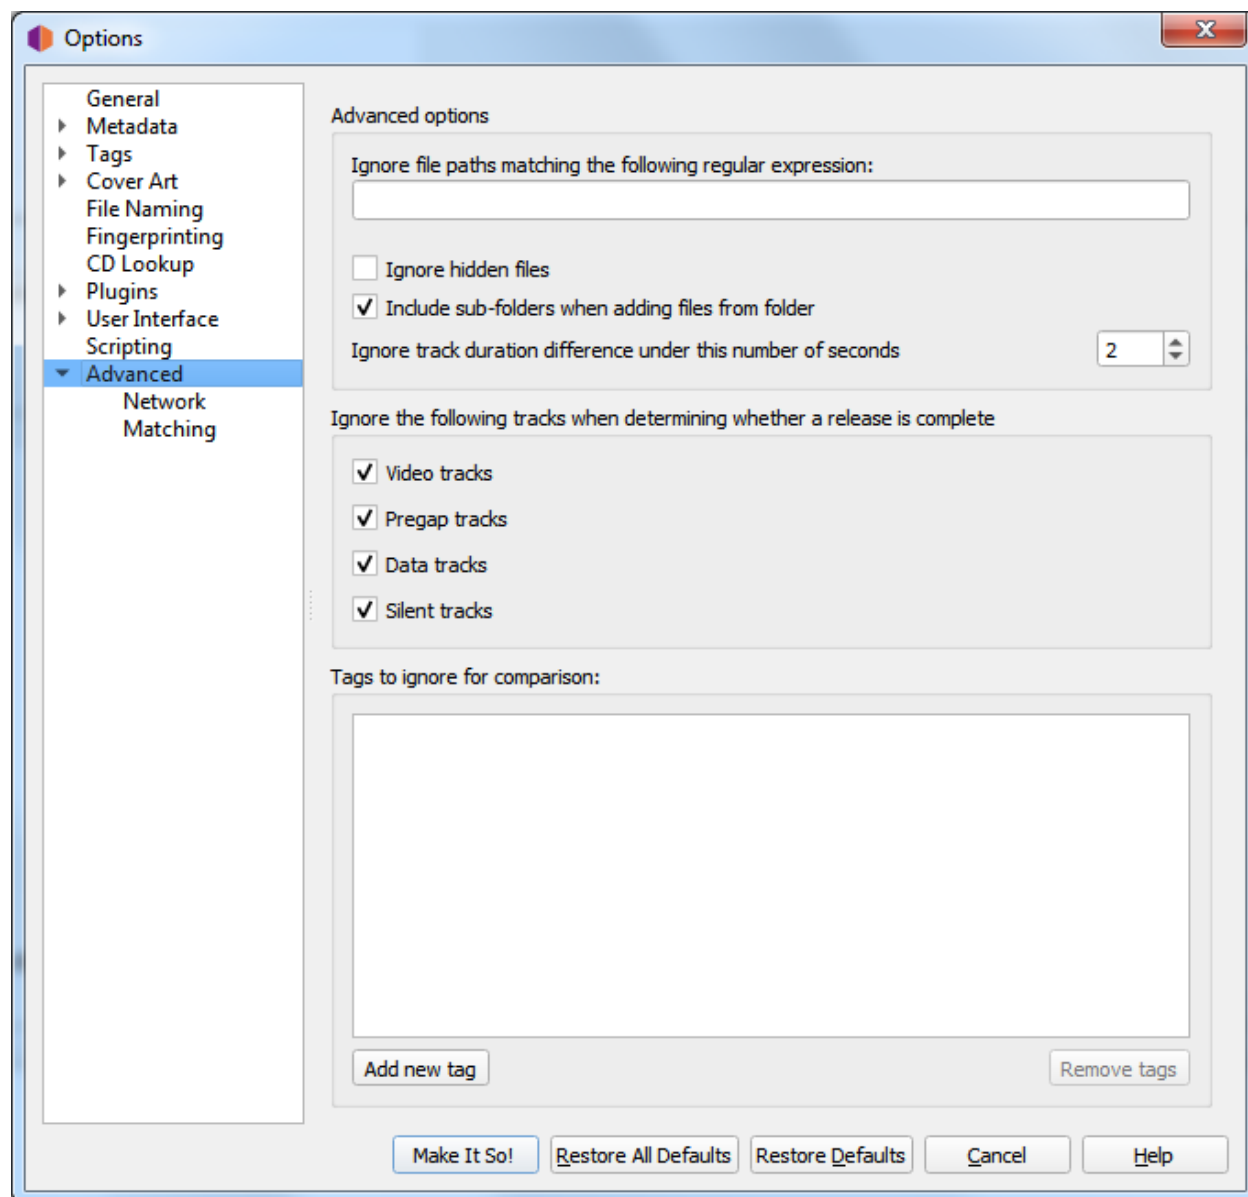 Options
General
Metadata
Tags
Cover Art
File Naming
Fingerprinting
CD Lookup
Plugins
User Interface
Scripting
Advanced
Network
Matching
Advanced options
Ignore file paths matching the following regular expression:
Ignore hidden files
Include sub-folders when adding files from folder
Ignore track duration difference under this number of seconds 2
Ignore the following tracks when determining whether a release is complete
Video tracks
Pregap tracks
Data tracks
Silent tracks
Tags to ignore for comparison:
Add new tag Remove tags
Make It So! Restore All Defaults Restore Defaults Cancel Help